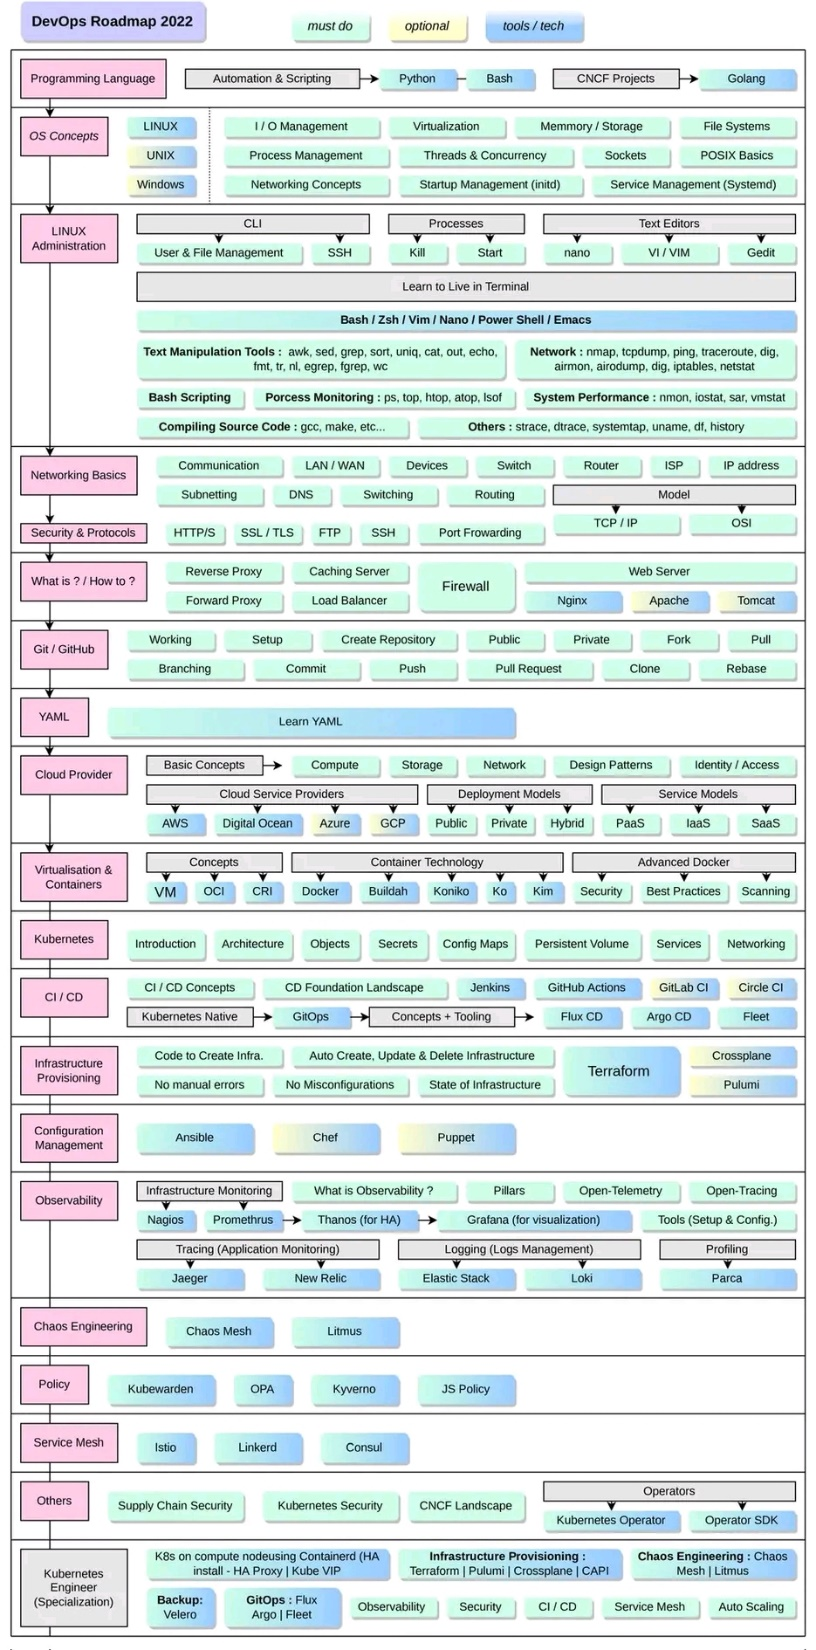 DevOps Roadmap 2022
must do
optional
tools / tech
Programming Language
Automation & Scripting
Python
Bash
CNCF Projects
Golang
OS Concepts
LINUX
I / O Management
Virtualization
Memmory / Storage
File Systems
UNIX
Process Management
Threads & Concurrency
Sockets
POSIX Basics
Windows
Networking Concepts
Startup Management (initd)
Service Management (Systemd)
LINUX
Administration
CLI
Processes
Text Editors
User & File Management
SSH
Kill
Start
nano
VI / VIM
Gedit
Learn to Live in Terminal
Bash / Zsh / Vim / Nano / Power Shell / Emacs
Text Manipulation Tools : awk, sed, grep, sort, uniq, cat, out, echo,
fmt, tr, nl, egrep, fgrep, wc
Network : nmap, tcpdump, ping, traceroute, dig,
airmon, airodump, dig, iptables, netstat
Bash Scripting
Porcess Monitoring : ps, top, htop, atop, lsof
System Performance : nmon, iostat, sar, vmstat
Compiling Source Code : gcc, make, etc...
Others : strace, dtrace, systemtap, uname, df, history
Networking Basics
Communication
LAN / WAN
Devices
Switch
Router
ISP
IP address
Subnetting
DNS
Switching
Routing
Model
Security & Protocols
HTTP/S
SSL / TLS
FTP
SSH
Port Frowarding
TCP / IP
OSI
What is ? / How to ?
Reverse Proxy
Caching Server
Firewall
Web Server
Forward Proxy
Load Balancer
Nginx
Apache
Tomcat
Git / GitHub
Working
Setup
Create Repository
Public
Private
Fork
Pull
Branching
Commit
Push
Pull Request
Clone
Rebase
YAML
Learn YAML
Cloud Provider
Basic Concepts
Compute
Storage
Network
Design Patterns
Identity / Access
Cloud Service Providers
Deployment Models
Service Models
AWS
Digital Ocean
Azure
GCP
Public
Private
Hybrid
PaaS
IaaS
SaaS
Virtualisation &
Containers
Concepts
Container Technology
Advanced Docker
VM
OCI
CRI
Docker
Buildah
Koniko
Ko
Kim
Security
Best Practices
Scanning
Kubernetes
Introduction
Architecture
Objects
Secrets
Config Maps
Persistent Volume
Services
Networking
CI / CD
CI / CD Concepts
CD Foundation Landscape
Jenkins
GitHub Actions
GitLab CI
Circle CI
Kubernetes Native
GitOps
Concepts + Tooling
Flux CD
Argo CD
Fleet
Infrastructure
Provisioning
Code to Create Infra.
Auto Create, Update & Delete Infrastructure
Terraform
Crossplane
No manual errors
No Misconfigurations
State of Infrastructure
Pulumi
Configuration
Management
Ansible
Chef
Puppet
Observability
Infrastructure Monitoring
What is Observability ?
Pillars
Open-Telemetry
Open-Tracing
Nagios
Promethrus
Thanos (for HA)
Grafana (for visualization)
Tools (Setup & Config.)
Tracing (Application Monitoring)
Logging (Logs Management)
Profiling
Jaeger
New Relic
Elastic Stack
Loki
Parca
Chaos Engineering
Chaos Mesh
Litmus
Policy
Kubewarden
OPA
Kyverno
JS Policy
Service Mesh
Istio
Linkerd
Consul
Others
Supply Chain Security
Kubernetes Security
CNCF Landscape
Operators
Kubernetes Operator
Operator SDK
Kubernetes
Engineer
(Specialization)
K8s on compute nodeusing Containerd (HA
install - HA Proxy | Kube VIP
Infrastructure Provisioning :
Terraform | Pulumi | Crossplane | CAPI
Chaos Engineering : Chaos
Mesh | Litmus
Backup:
Velero
GitOps : Flux
Argo | Fleet
Observability
Security
CI / CD
Service Mesh
Auto Scaling